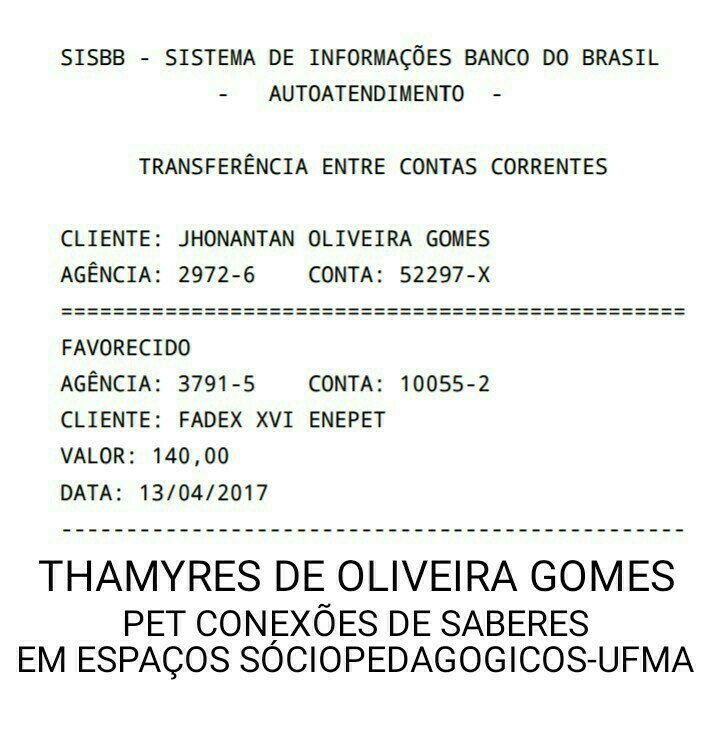 SISBB - SISTEMA DE INFORMAÇÕES BANCO DO BRASIL
- AUTOATENDIMENTO -
TRANSFERÊNCIA ENTRE CONTAS CORRENTES
CLIENTE: JHONANTAN OLIVEIRA GOMES
AGÊNCIA: 2972-6 CONTA: 52297-X
================================================
FAVORECIDO
AGÊNCIA: 3791-5 CONTA: 10055-2
CLIENTE: FADEX XVI ENEPET
VALOR: 140,00
DATA: 13/04/2017
------------------------------------------------
THAMYRES DE OLIVEIRA GOMES
PET CONEXÕES DE SABERES
EM ESPAÇOS SÓCIOPEDAGOGICOS-UFMA